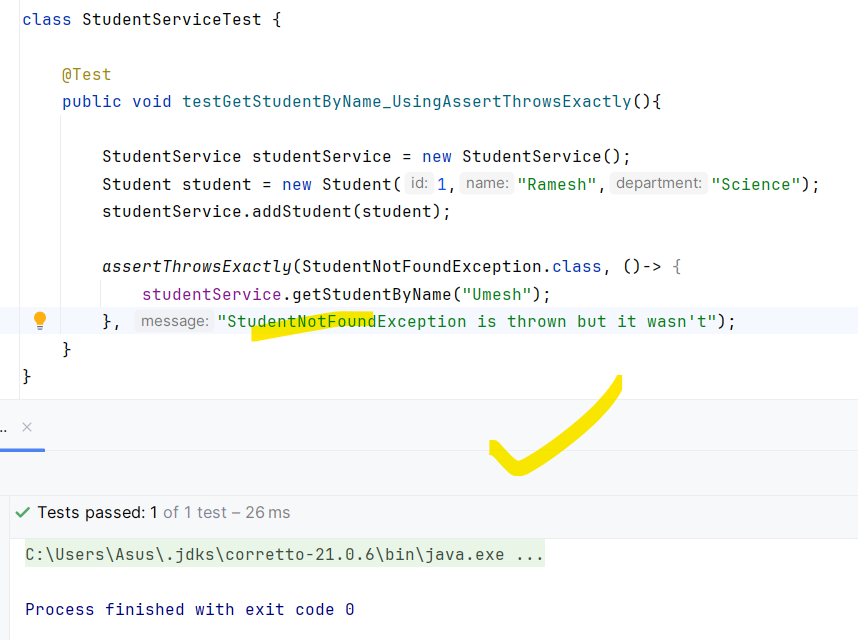 class StudentServiceTest {
@Test
public void testGetStudentByName_UsingAssertThrowsExactly(){
StudentService studentService = new StudentService();
Student student = new Student( id: 1, name: "Ramesh", department: "Science");
studentService.addStudent(student);
assertThrowsExactly(StudentNotFoundException.class, ()-> {
studentService.getStudentByName("Umesh");
}, message: "StudentNotFoundException is thrown but it wasn't");
}
}
.. ×
Tests passed: 1 of 1 test – 26 ms
C:\Users\Asus\.jdks\corretto-21.0.6\bin\java.exe ...
Process finished with exit code 0